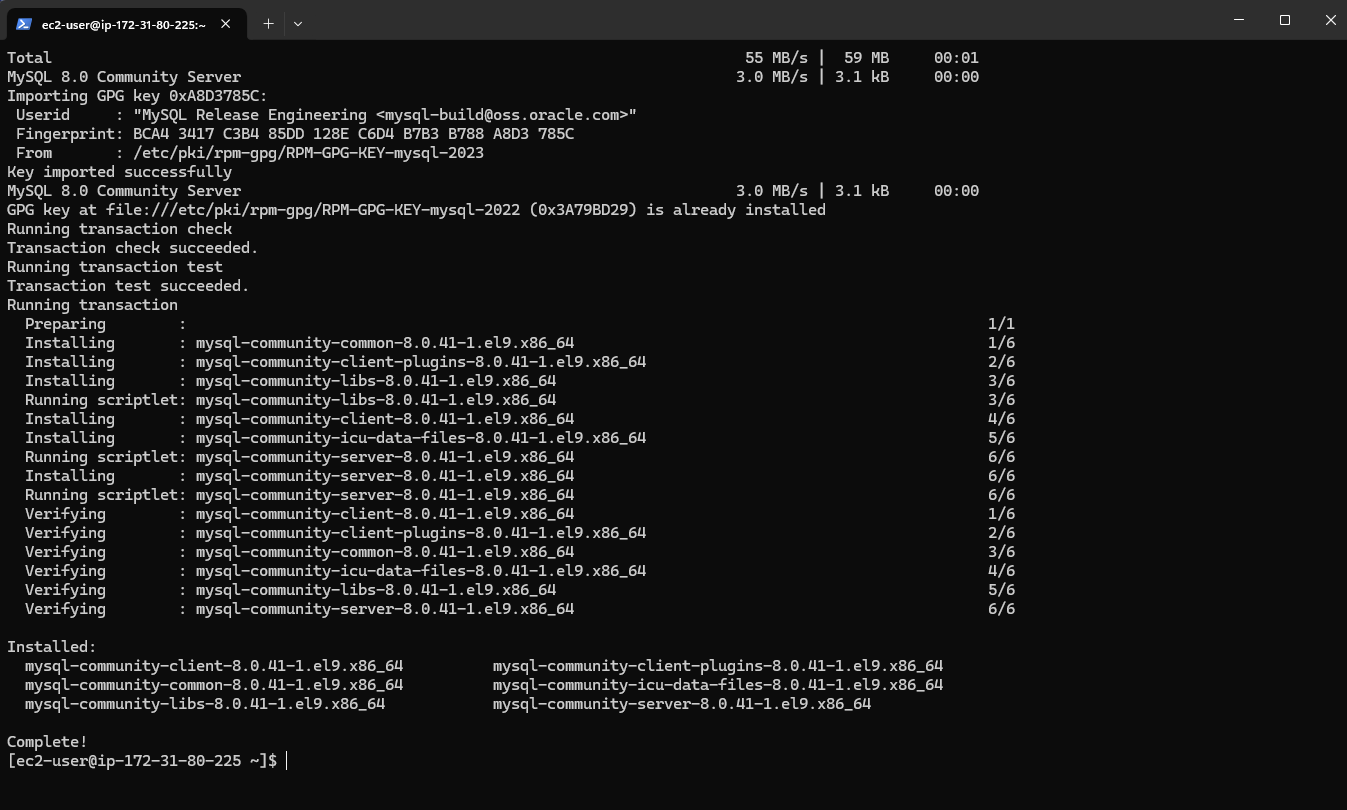 ec2-user@ip-172-31-80-225:~
Total 55 MB/s | 59 MB 00:01
MySQL 8.0 Community Server 3.0 MB/s | 3.1 kB 00:00
Importing GPG key 0xA8D3785C:
Userid : "MySQL Release Engineering <mysql-build@oss.oracle.com>"
Fingerprint: BCA4 3417 C3B4 85DD 128E C6D4 B7B3 B788 A8D3 785C
From : /etc/pki/rpm-gpg/RPM-GPG-KEY-mysql-2023
Key imported successfully
MySQL 8.0 Community Server 3.0 MB/s | 3.1 kB 00:00
GPG key at file:///etc/pki/rpm-gpg/RPM-GPG-KEY-mysql-2022 (0x3A79BD29) is already installed
Running transaction check
Transaction check succeeded.
Running transaction test
Transaction test succeeded.
Running transaction
Preparing : 1/1
Installing : mysql-community-common-8.0.41-1.el9.x86_64 1/6
Installing : mysql-community-client-plugins-8.0.41-1.el9.x86_64 2/6
Installing : mysql-community-libs-8.0.41-1.el9.x86_64 3/6
Running scriptlet: mysql-community-libs-8.0.41-1.el9.x86_64 3/6
Installing : mysql-community-client-8.0.41-1.el9.x86_64 4/6
Installing : mysql-community-icu-data-files-8.0.41-1.el9.x86_64 5/6
Running scriptlet: mysql-community-server-8.0.41-1.el9.x86_64 6/6
Installing : mysql-community-server-8.0.41-1.el9.x86_64 6/6
Running scriptlet: mysql-community-server-8.0.41-1.el9.x86_64 6/6
Verifying : mysql-community-client-8.0.41-1.el9.x86_64 1/6
Verifying : mysql-community-client-plugins-8.0.41-1.el9.x86_64 2/6
Verifying : mysql-community-common-8.0.41-1.el9.x86_64 3/6
Verifying : mysql-community-icu-data-files-8.0.41-1.el9.x86_64 4/6
Verifying : mysql-community-libs-8.0.41-1.el9.x86_64 5/6
Verifying : mysql-community-server-8.0.41-1.el9.x86_64 6/6
Installed:
mysql-community-client-8.0.41-1.el9.x86_64 mysql-community-client-plugins-8.0.41-1.el9.x86_64
mysql-community-common-8.0.41-1.el9.x86_64 mysql-community-icu-data-files-8.0.41-1.el9.x86_64
mysql-community-libs-8.0.41-1.el9.x86_64 mysql-community-server-8.0.41-1.el9.x86_64
Complete!
[ec2-user@ip-172-31-80-225 ~]$